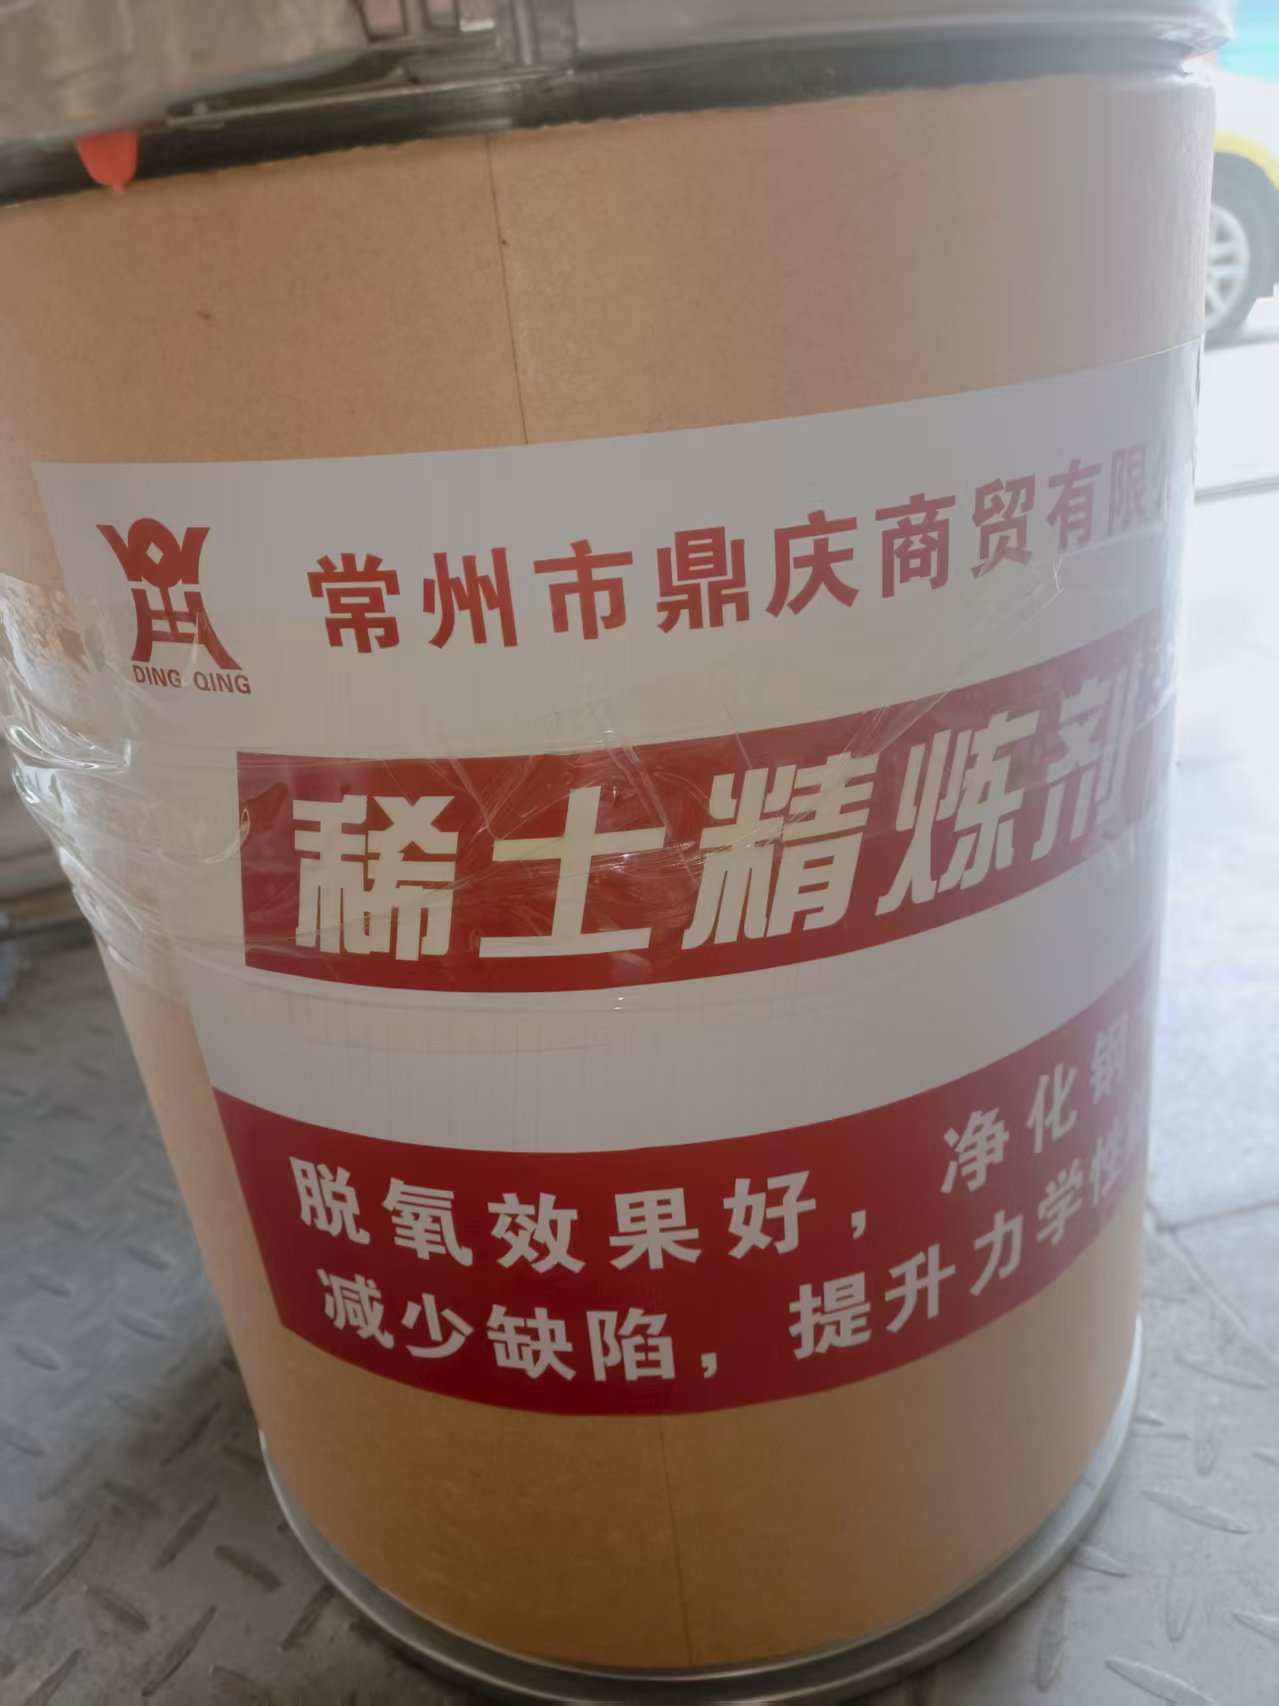 DING QING
常州市鼎庆商贸有限
稀土精炼剂
脱氧效果好，净化钢
减少缺陷，提升力学性